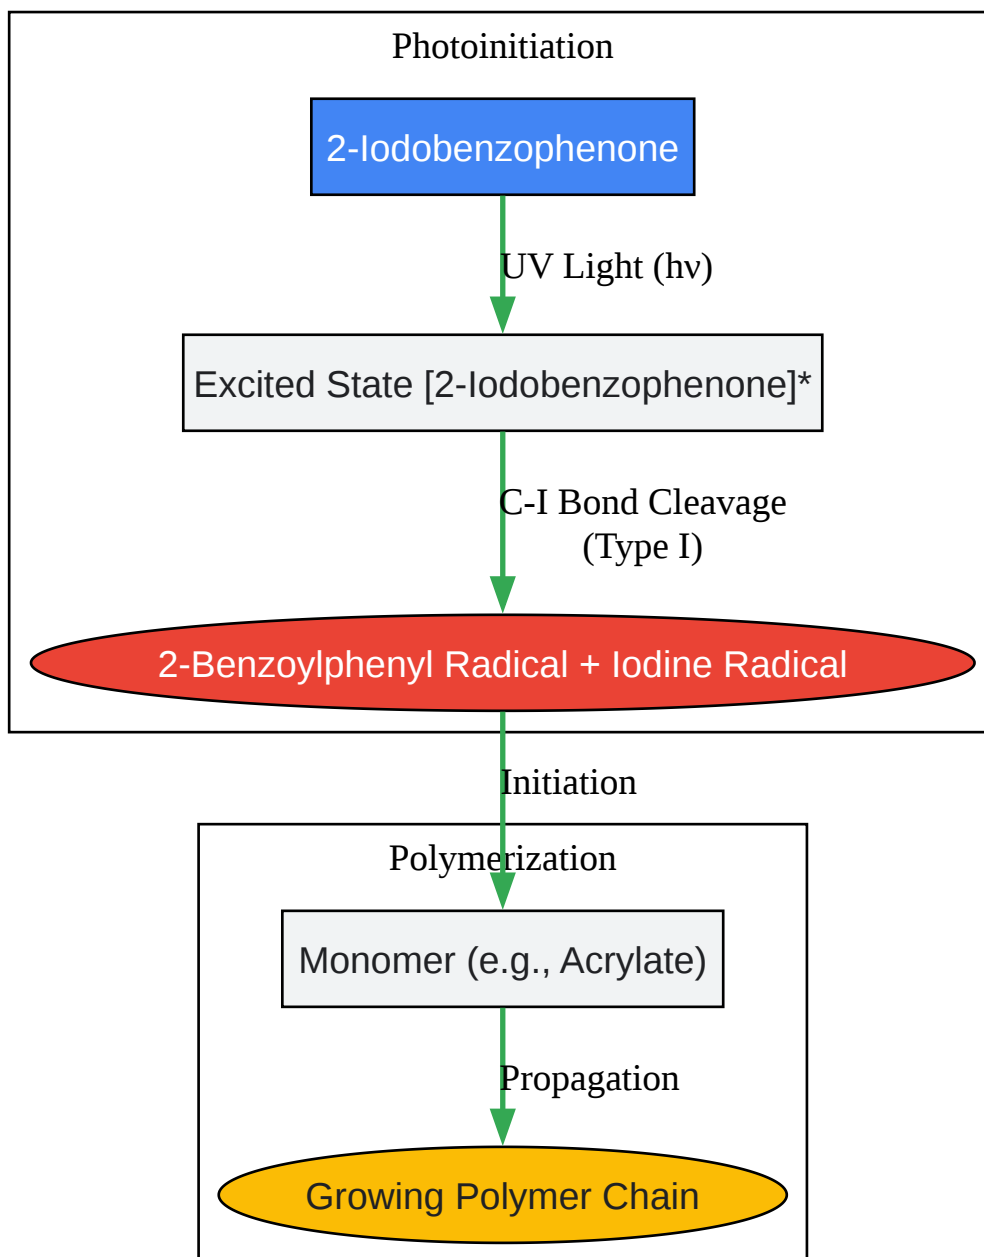 Photoinitiation
2-Iodobenzophenone
UV Light (hν)
Excited State [2-Iodobenzophenone]*
C-I Bond Cleavage
(Type I)
2-Benzoylphenyl Radical + Iodine Radical
Initiation
Polymerization
Monomer (e.g., Acrylate)
Propagation
Growing Polymer Chain